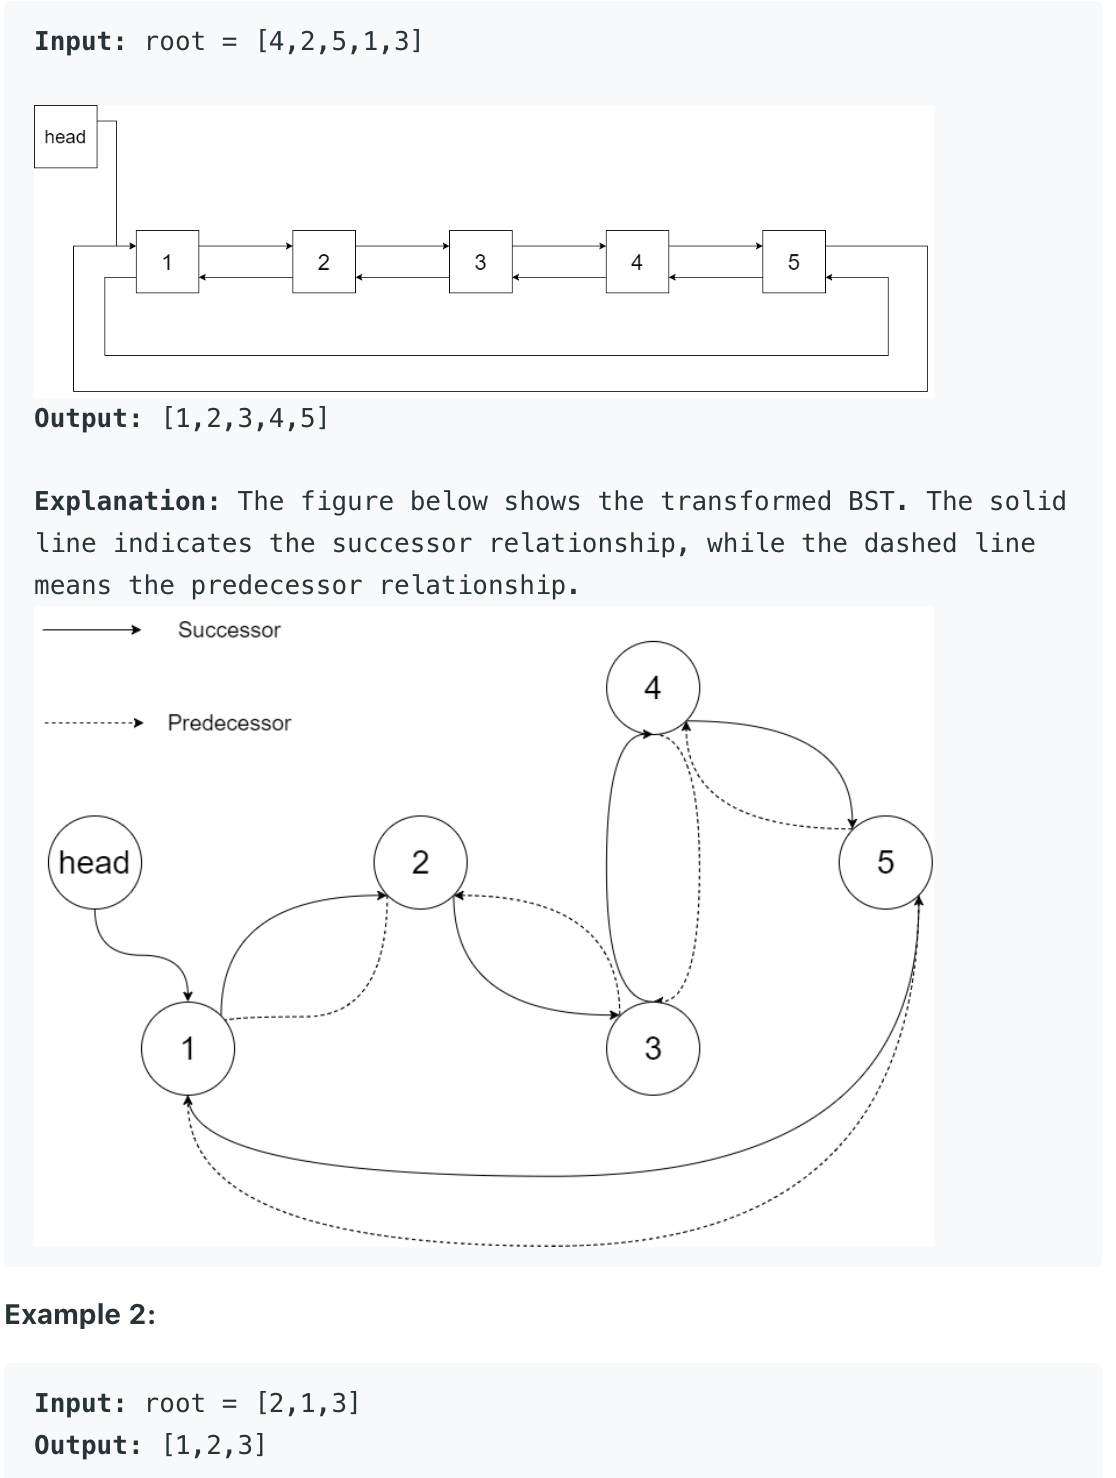 Input: root = [4,2,5,1,3]
head
1 2 3 4 5
Output: [1,2,3,4,5]
Explanation: The figure below shows the transformed BST. The solid
line indicates the successor relationship, while the dashed line
means the predecessor relationship.
Successor
4
Predecessor
head 2 5
1 3
Example 2:
Input: root = [2,1,3]
Output: [1,2,3]